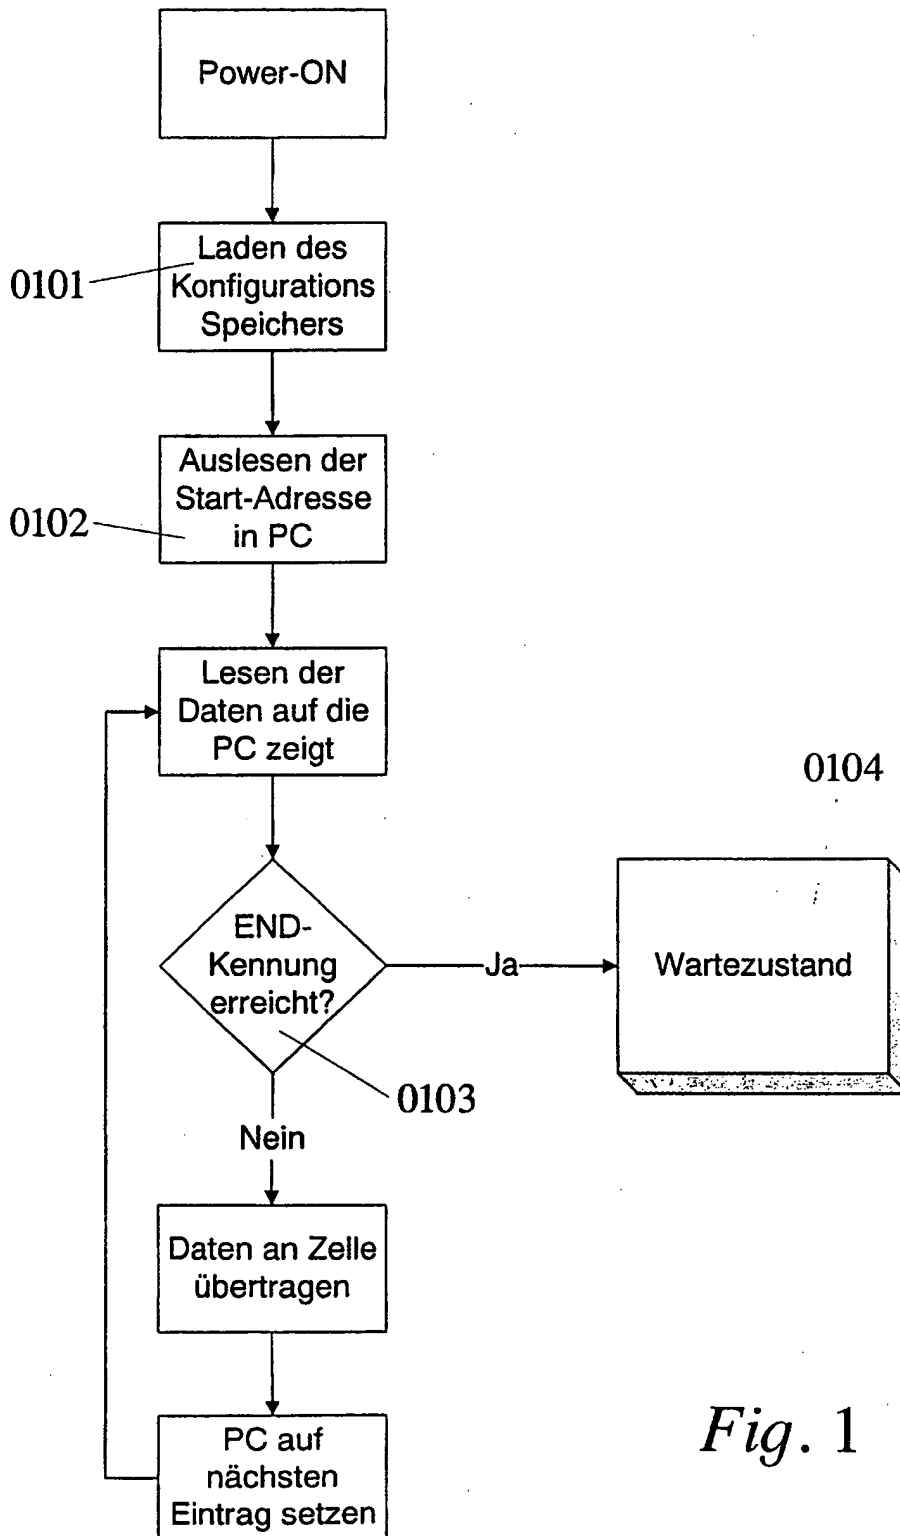 Power-ON
Laden des
Konfigurations
Speichers
0101
Auslesen der
Start-Adresse
in PC
0102
Lesen der
Daten auf die
PC zeigt
0104
END-
Kennung
erreicht?
Ja
Wartezustand
0103
Nein
Daten an Zelle
übertragen
PC auf
nächsten
Eintrag setzen
Fig. 1